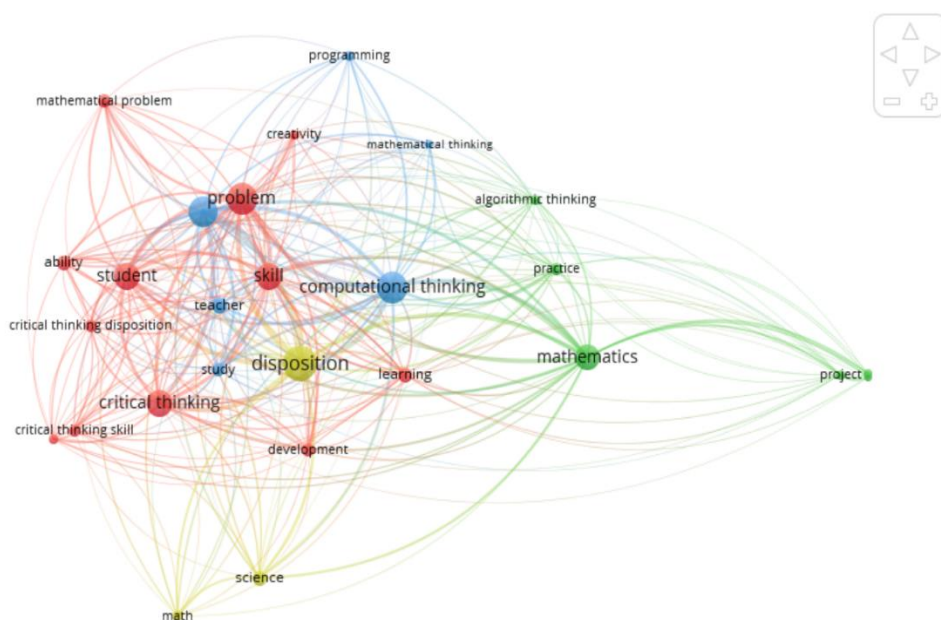 programming
mathematical problem
creativity
mathematical thinking
problem
algorithmic thinking
ability
student
skill
practice
computational thinking
teacher
critical thinking disposition
mathematics
disposition
study
learning
project
critical thinking
critical thinking skill
development
science
math